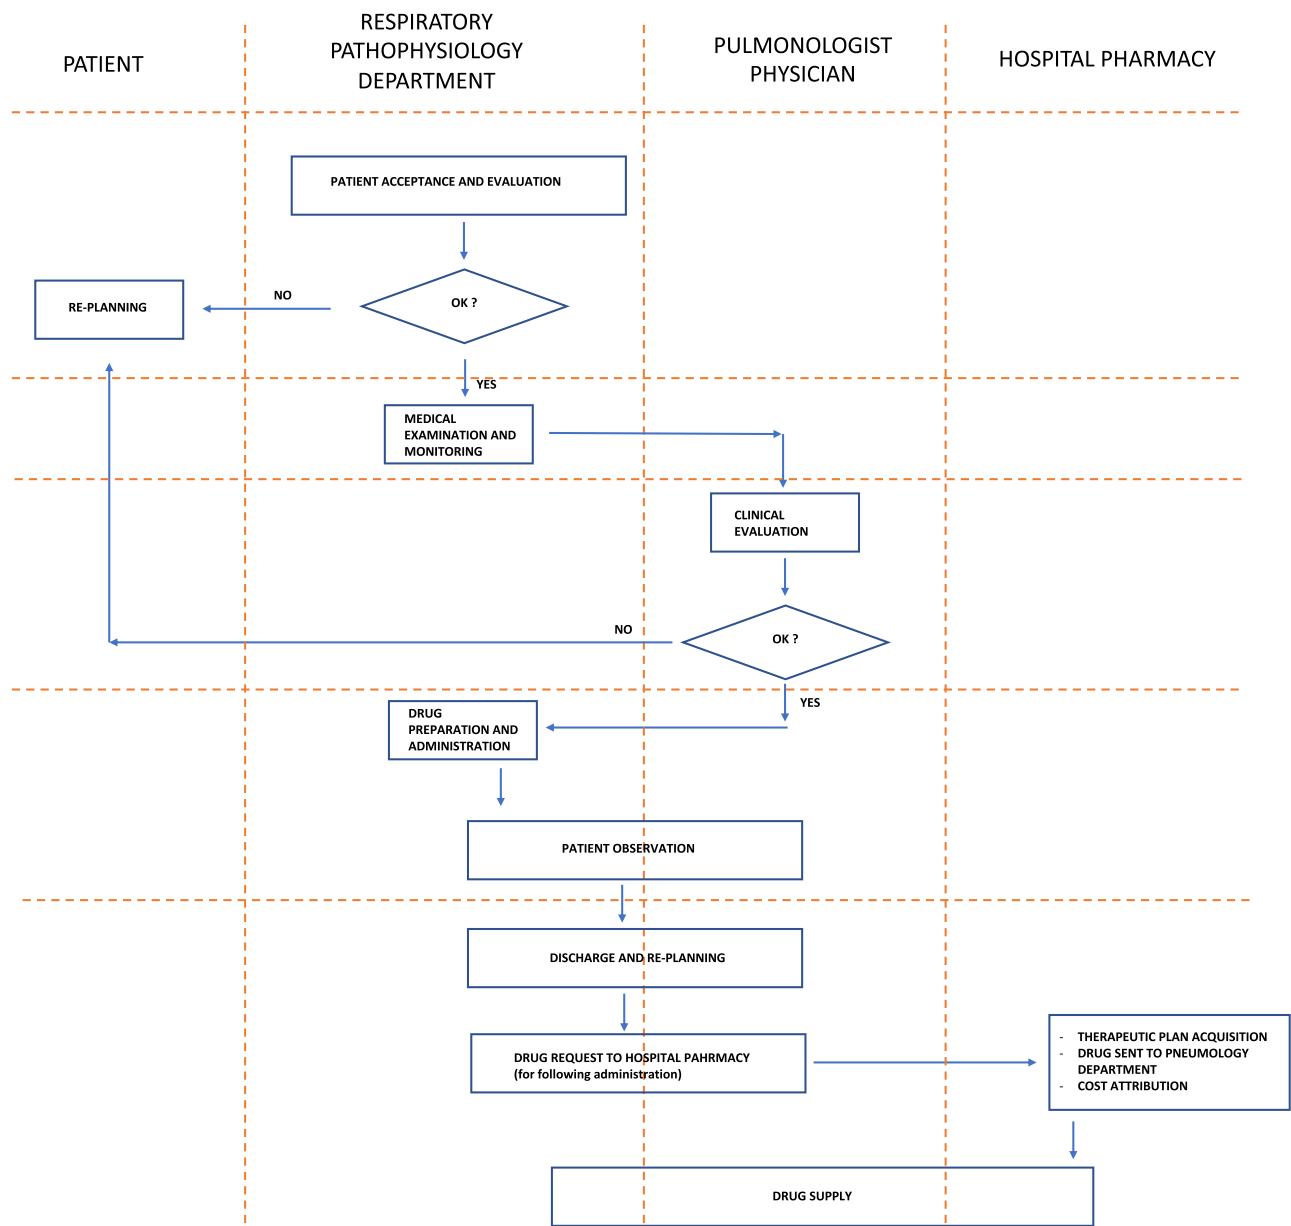 PATIENT
RESPIRATORY
PATHOPHYSIOLOGY
DEPARTMENT
PULMONOLOGIST
PHYSICIAN
HOSPITAL PHARMACY
PATIENT ACCEPTANCE AND EVALUATION
OK ?
NO
RE-PLANNING
YES
MEDICAL
EXAMINATION AND
MONITORING
CLINICAL
EVALUATION
OK ?
NO
YES
DRUG
PREPARATION AND
ADMINISTRATION
PATIENT OBSERVATION
DISCHARGE AND RE-PLANNING
DRUG REQUEST TO HOSPITAL PAHRMACY
(for following administration)
- THERAPEUTIC PLAN ACQUISITION
- DRUG SENT TO PNEUMOLOGY
DEPARTMENT
- COST ATTRIBUTION
DRUG SUPPLY